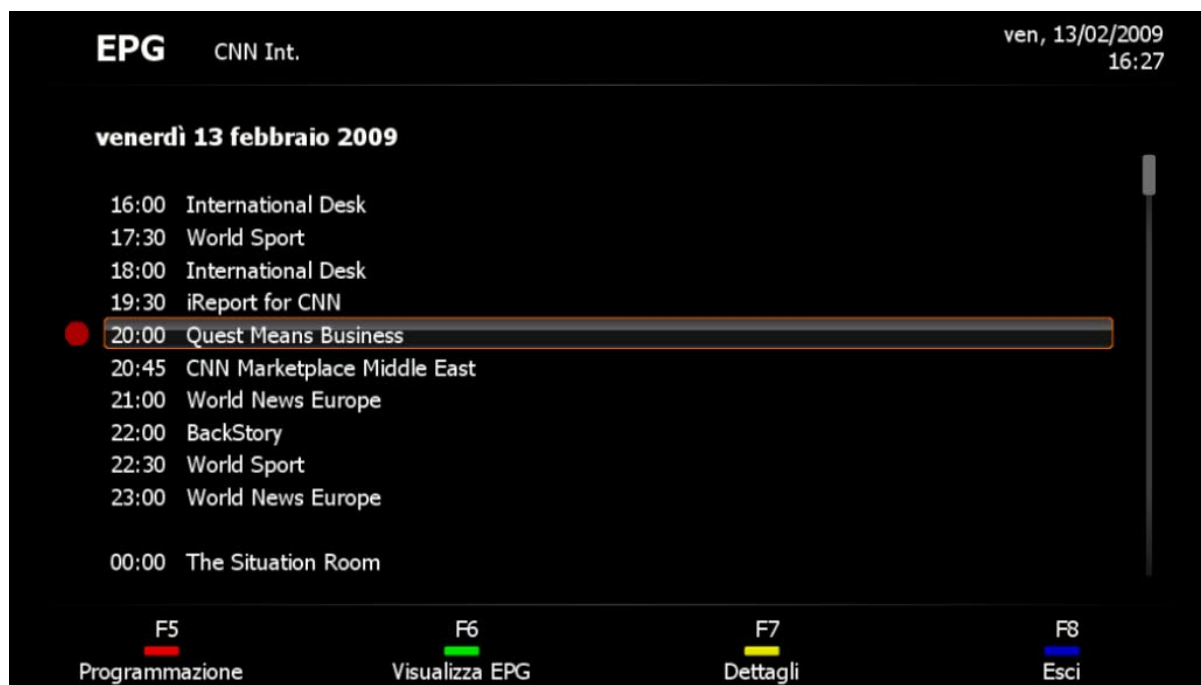 EPG CNN Int. ven, 13/02/2009
16:27
venerdì 13 febbraio 2009
16:00 International Desk
17:30 World Sport
18:00 International Desk
19:30 iReport for CNN
20:00 Quest Means Business
20:45 CNN Marketplace Middle East
21:00 World News Europe
22:00 BackStory
22:30 World Sport
23:00 World News Europe
00:00 The Situation Room
F5 F6 F7 F8
Programmazione Visualizza EPG Dettagli Esci